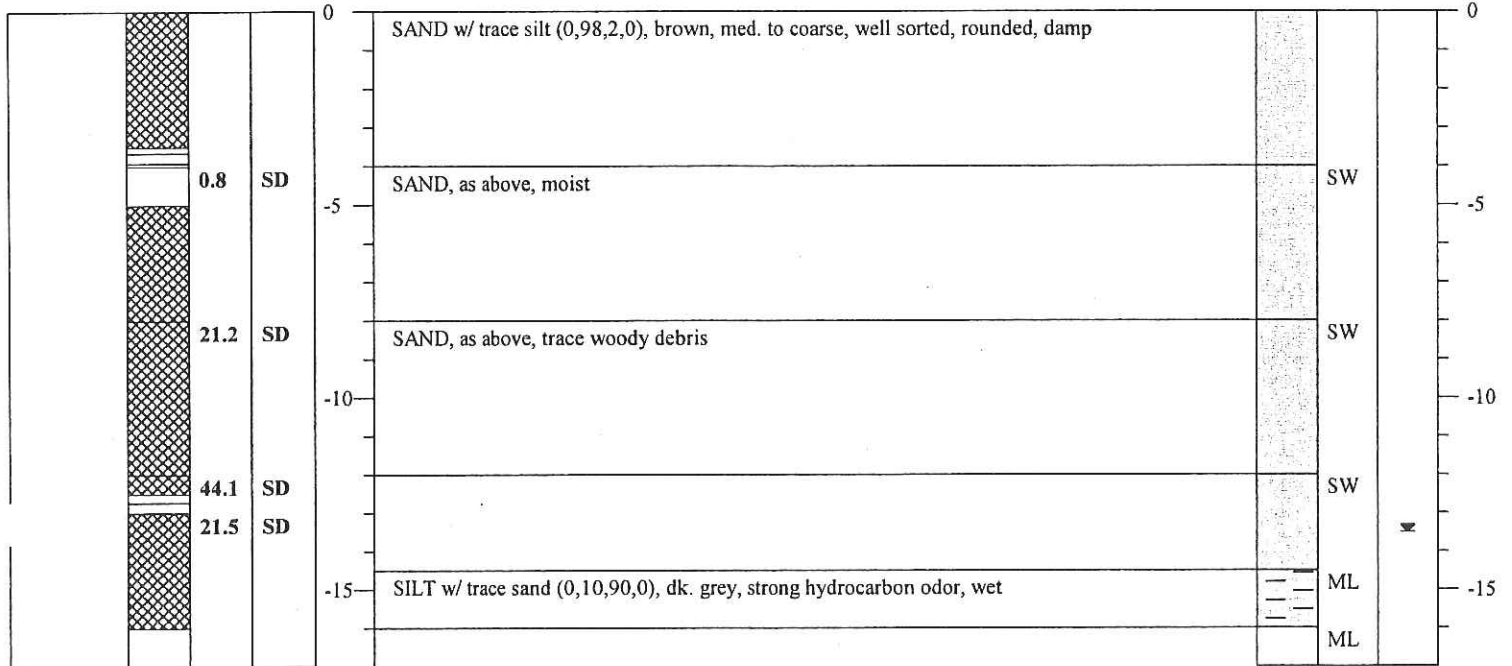 0
0
SAND w/ trace silt (0,98,2,0), brown, med. to coarse, well sorted, rounded, damp
0.8 SD
SAND, as above, moist
SW
-5
-5
21.2 SD
SAND, as above, trace woody debris
SW
-10
-10
44.1 SD
SW
21.5 SD
-15
SILT w/ trace sand (0,10,90,0), dk. grey, strong hydrocarbon odor, wet
ML
-15
ML